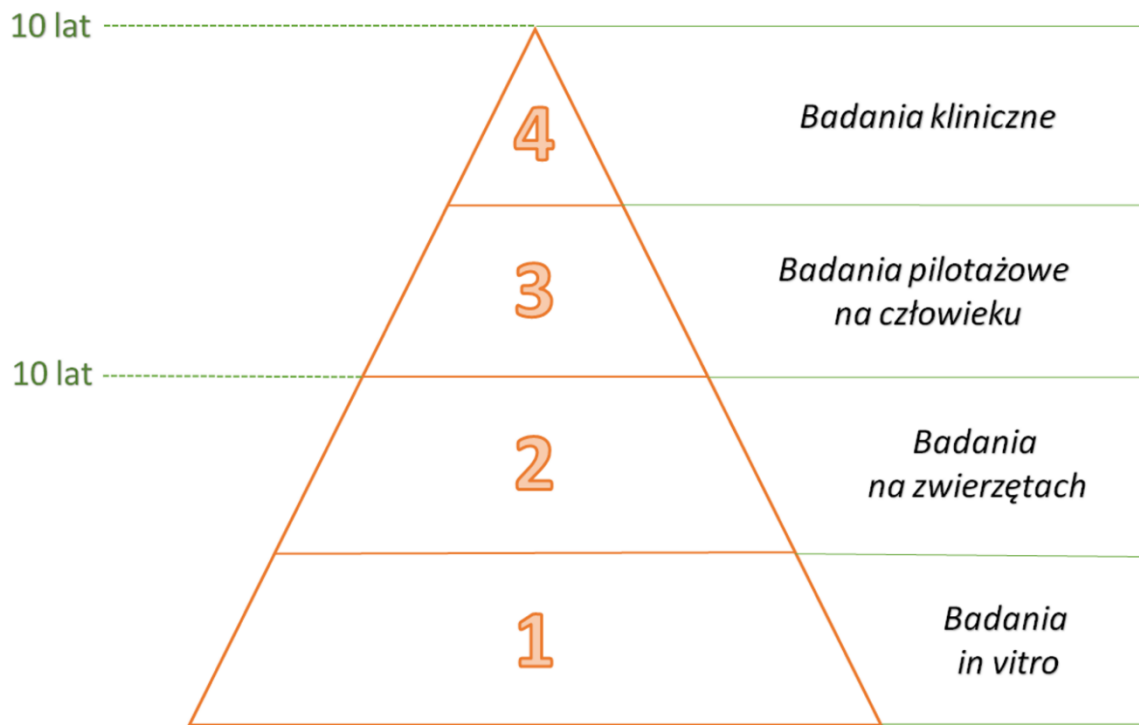 10 lat
4
Badania kliniczne
3
Badania pilotażowe
na człowieku
10 lat
2
Badania
na zwierzętach
1
Badania
in vitro